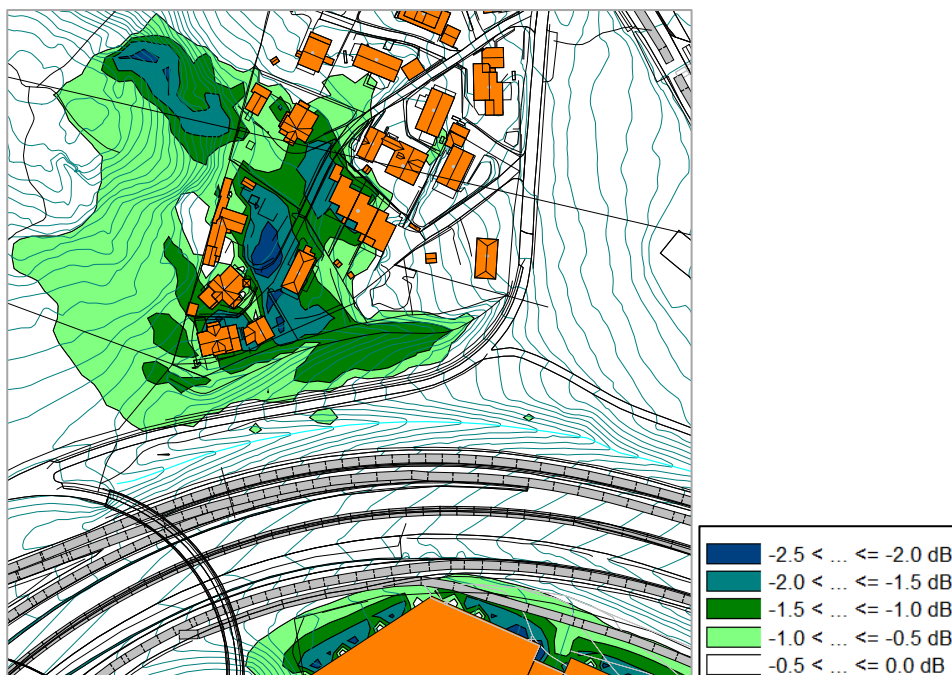 -2.5 < ... <= -2.0 dB
-2.0 < ... <= -1.5 dB
-1.5 < ... <= -1.0 dB
-1.0 < ... <= -0.5 dB
-0.5 < ... <= 0.0 dB